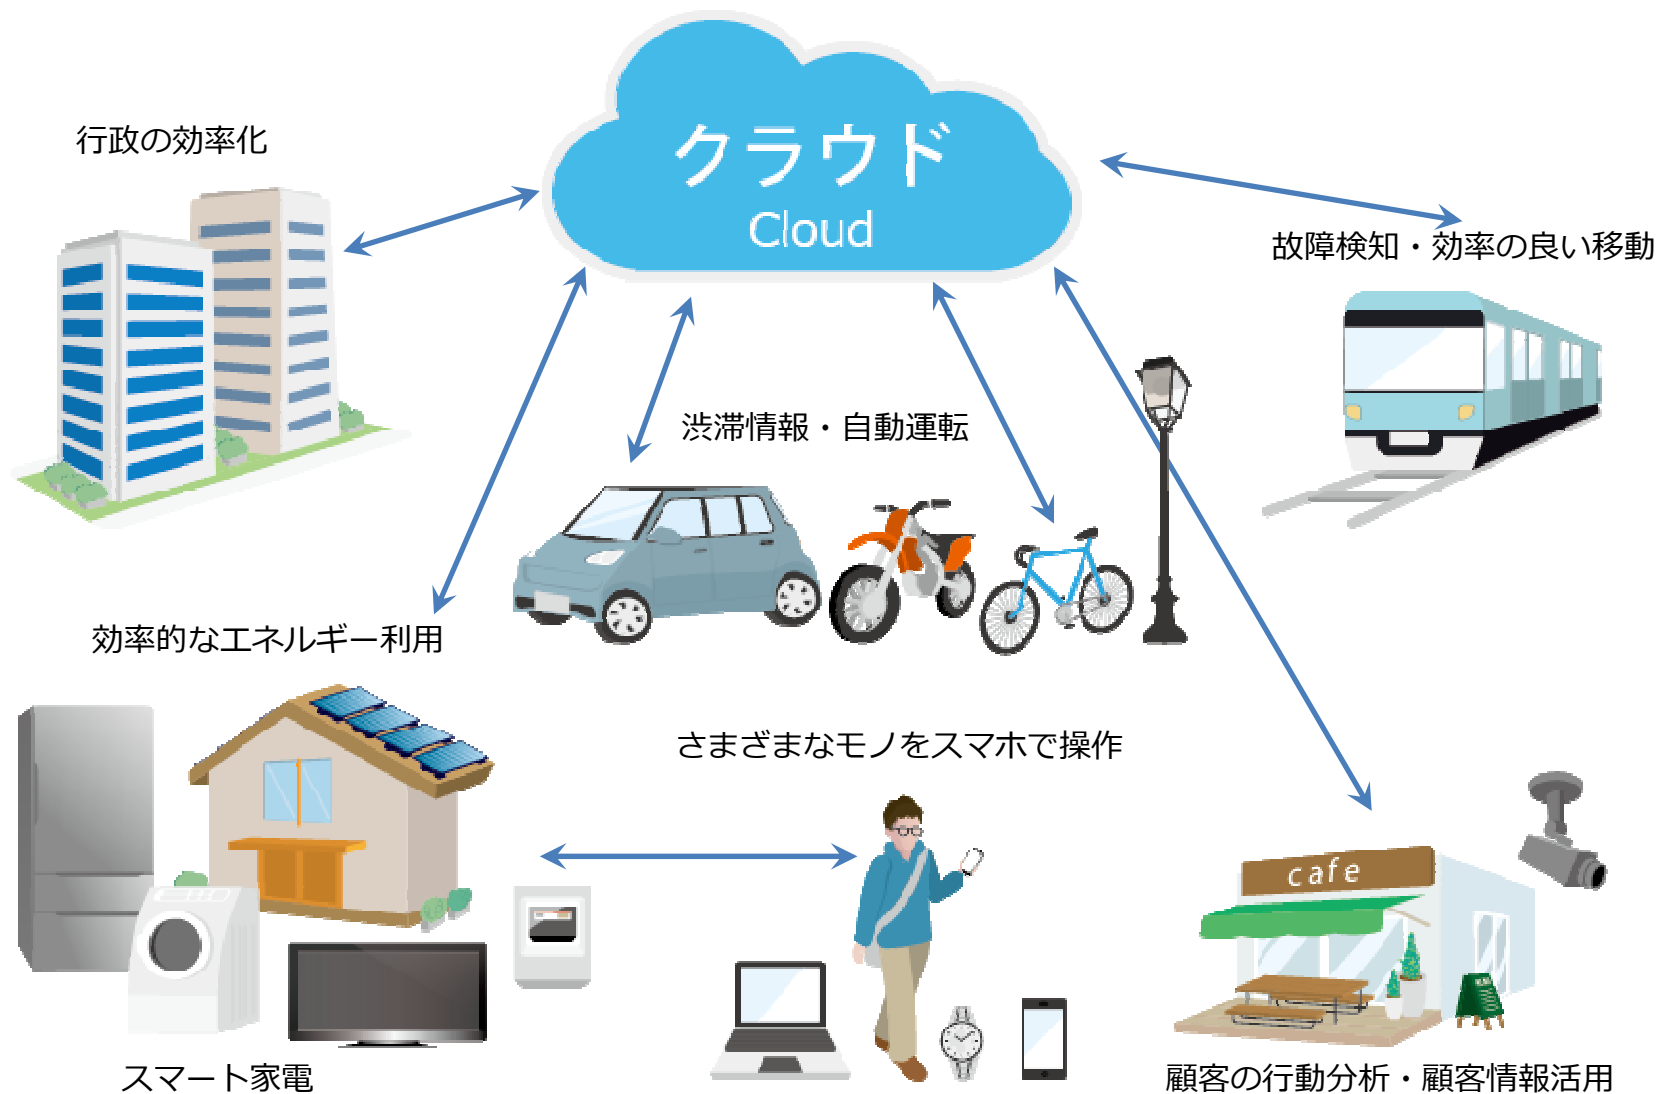 クラウド
Cloud
行政の効率化
故障検知・効率の良い移動
渋滞情報・自動運転
効率的なエネルギー利用
さまざまなモノをスマホで操作
cafe
スマート家電
顧客の行動分析・顧客情報活用